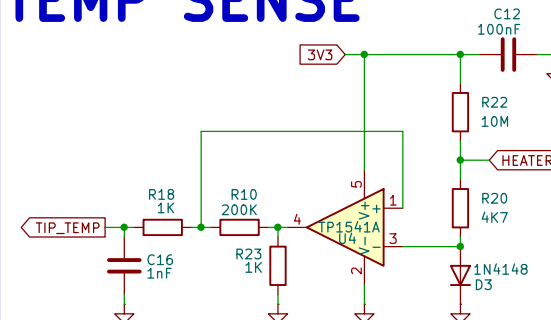 TEMP SENSE
C12
100nF
3V3
R22
10M
HEATER
R18
1K
R10
200K
5
V+
+
1
R20
4K7
TIP_TEMP
4
TP1541A
U4
3
-
V-
2
C16
1nF
R23
1K
1N4148
D3